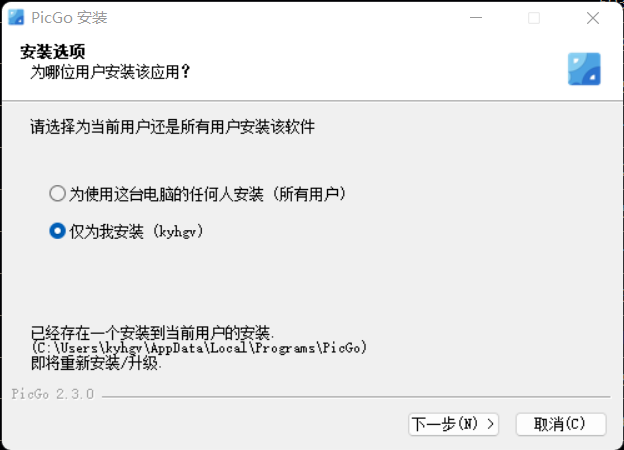 PicGo 安装
安装选项
为哪位用户安装该应用？
请选择为当前用户还是所有用户安装该软件
为使用这台电脑的任何人安装（所有用户）
仅为我安装（kyhgv）
已经存在一个安装到当前用户的安装.
(C:\Users\kyhgv\AppData\Local\Programs\PicGo)
即将重新安装/升级.
PicGo 2.3.0
下一步(N) >
取消(C)